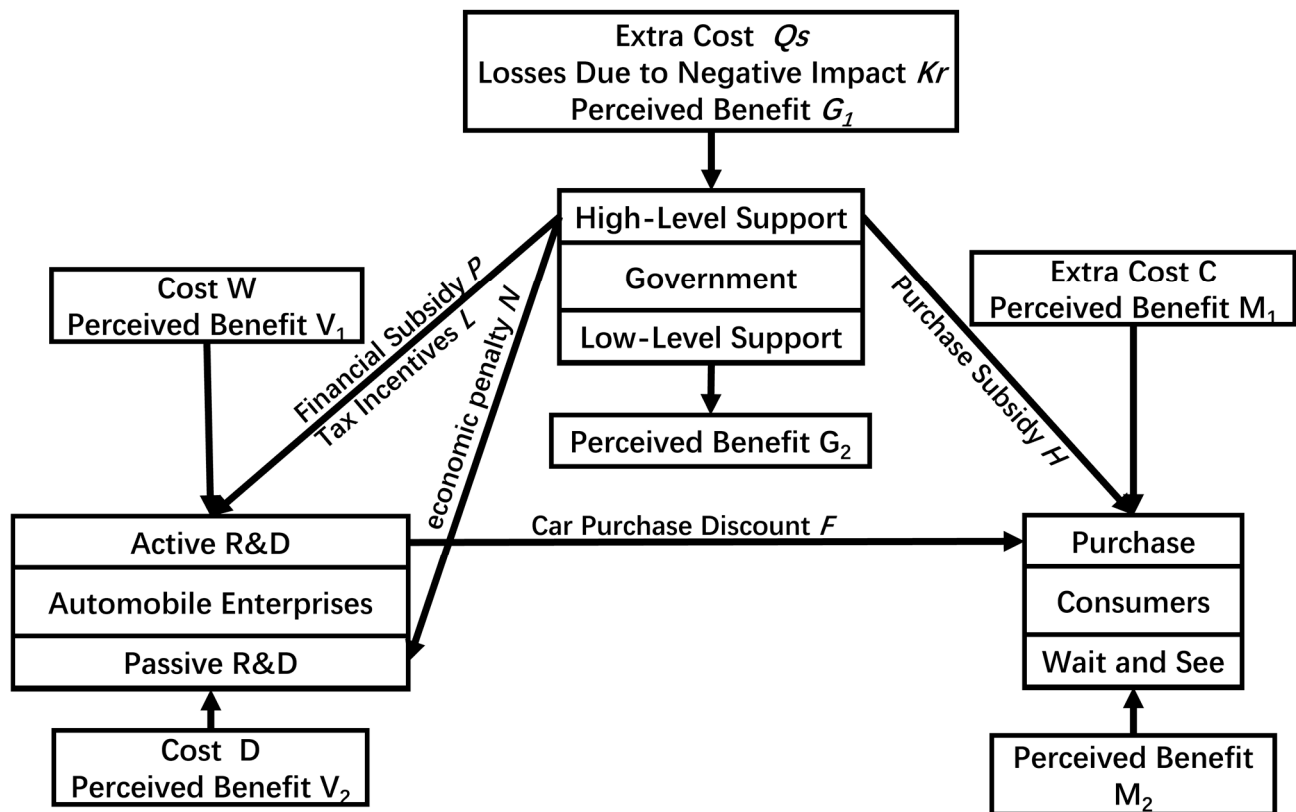 Extra Cost Qs
Losses Due to Negative Impact Kr
Perceived Benefit G₁
High-Level Support
Government
Low-Level Support
Perceived Benefit G₂
Cost W
Perceived Benefit V₁
Extra Cost C
Perceived Benefit M₁
Financial Subsidy P
Tax Incentives L
economic penalty N
Purchase Subsidy H
Car Purchase Discount F
Active R&D
Automobile Enterprises
Passive R&D
Purchase
Consumers
Wait and See
Cost D
Perceived Benefit V₂
Perceived Benefit
M₂